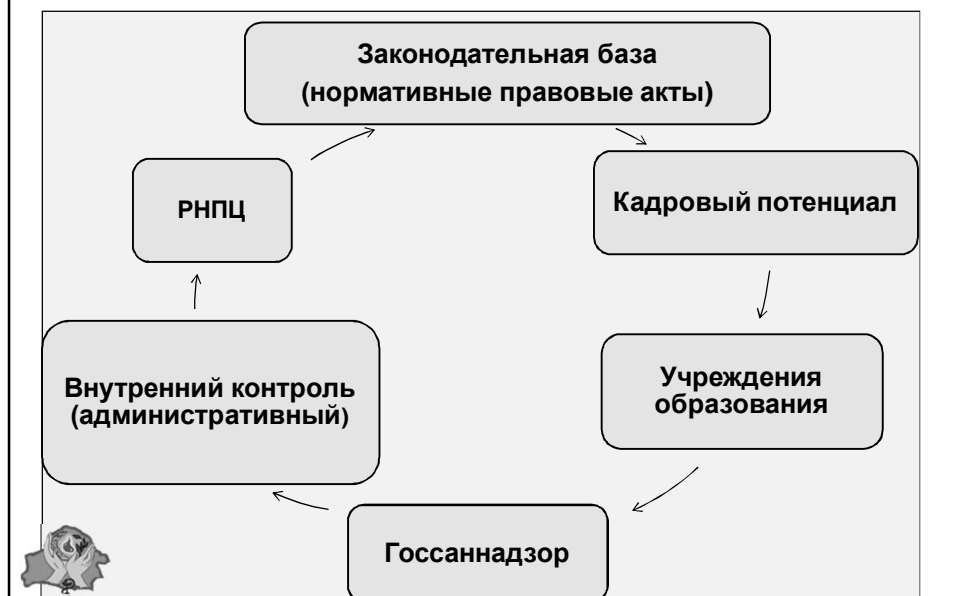 Законодательная база
(нормативные правовые акты)
Кадровый потенциал
РНПЦ
Учреждения
образования
Внутренний контроль
(административный)
Госсаннадзор